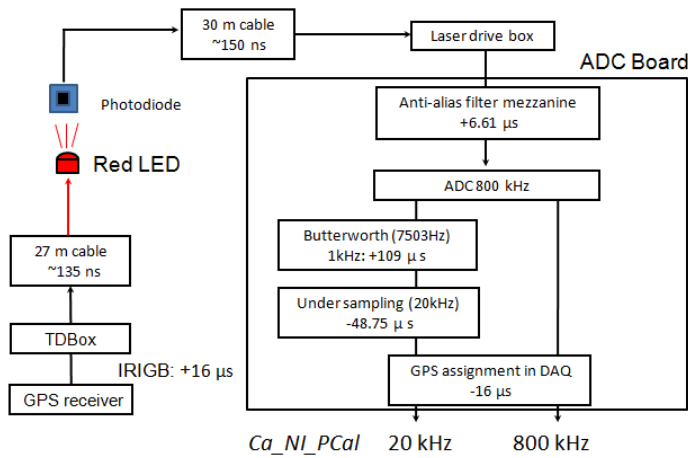 30 m cable
~150 ns
Laser drive box
ADC Board
Photodiode
Anti-alias filter mezzanine
+6.61 μs
Red LED
ADC 800 kHz
27 m cable
~135 ns
Butterworth (7503Hz)
1kHz: +109 μ s
Under sampling (20kHz)
-48.75 μ s
TDBox
IRIGB: +16 μs
GPS receiver
GPS assignment in DAQ
-16 μs
Ca_NI_PCal 20 kHz 800 kHz